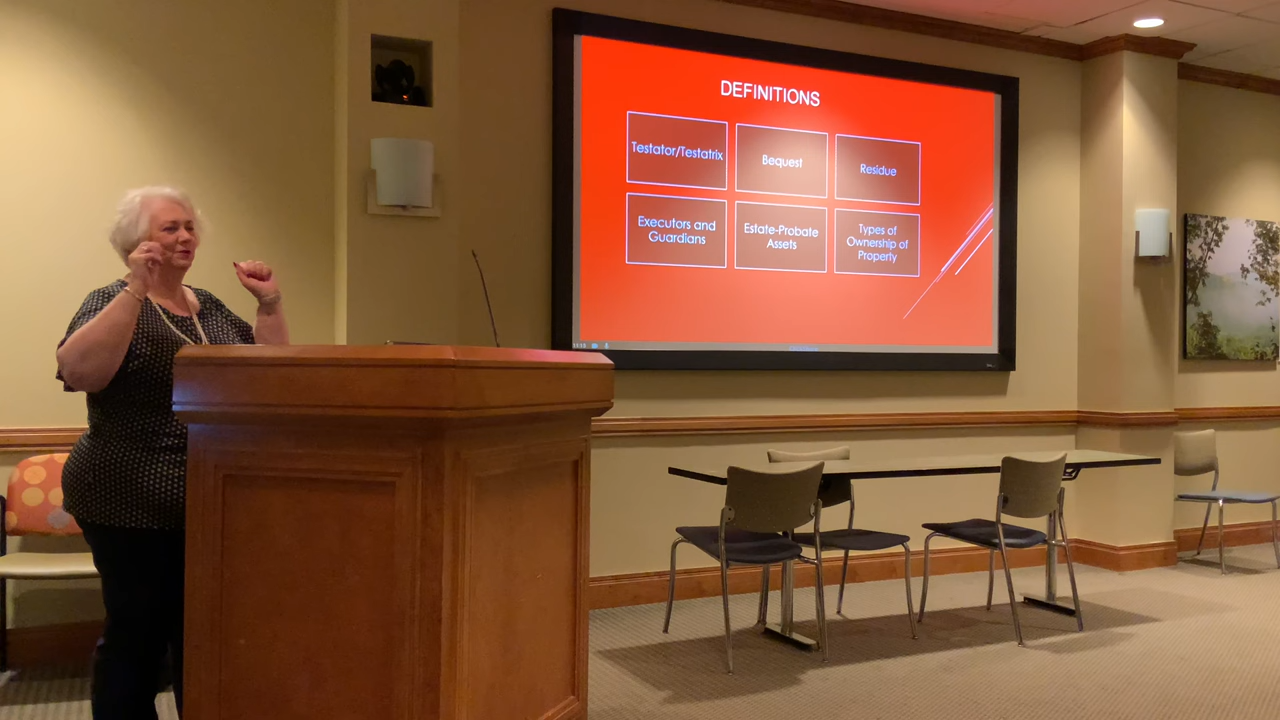 DEFINITIONS
Testator/Testatrix
Bequest
Residue
Executors and
Guardians
Estate-Probate
Assets
Types of
Ownership of
Property